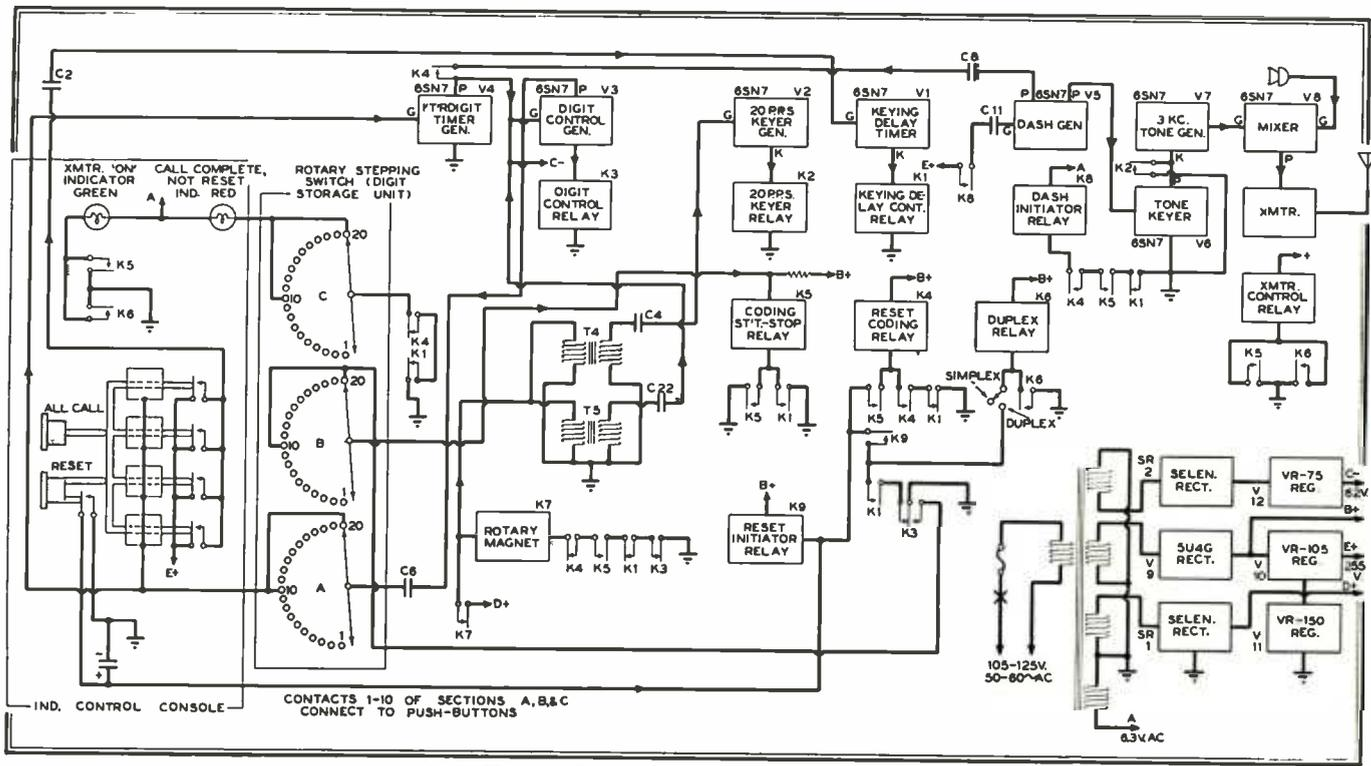 C2
K4
6SN7 P V4
G
INTERDIGIT
TIMER
GEN.
P V3
G
DIGIT
CONTROL
GEN.
C-
K3
DIGIT
CONTROL
RELAY
6SN7 V2
G
20 P.P.S.
KEYER
GEN.
K
K2
20 P.P.S.
KEYER
RELAY
6SN7 V1
G
KEYING
DELAY
TIMER
K
K1
KEYING DE-
LAY CONT.
RELAY
C8
P 6SN7 P V5
C11
G
DASH GEN
E+
K8
A
K8
DASH
INITIATOR
RELAY
K4 K5 K1
6SN7 V7
3 KC.
TONE GEN.
K
K2
P
TONE
KEYER
6SN7 V6
6SN7 V8
G
MIXER
G
P
XMTR.
+
XMTR.
CONTROL
RELAY
K5 K6
XMTR. 'ON'
INDICATOR
GREEN
CALL COMPLETE,
NOT RESET
IND. RED
A
K5
K6
ROTARY STEPPING
SWITCH (DIGIT
STORAGE UNIT)
20
10
C
1
K4
K1
20
10
B
1
20
10
A
1
C6
T4
C4
T5
C22
B+
K5
CODING
ST'T.-STOP
RELAY
K5 K1
B+
K4
RESET
CODING
RELAY
K5 K4 K1
K9
K1
K3
B+
K6
DUPLEX
RELAY
SIMPLEX
K6
DUPLEX
ALL CALL
RESET
E+
-
+
IND. CONTROL CONSOLE
CONTACTS 1-10 OF SECTIONS A, B, & C
CONNECT TO PUSH-BUTTONS
K7
ROTARY
MAGNET
K4 K5 K1 K3
D+
K7
B+
K9
RESET
INITIATOR
RELAY
105-125V.
50-60~AC
SR
2
SELEN.
RECT.
V
12
VR-75
REG.
C-
62V.
B+
V
9
5U4G
RECT.
V
10
VR-105
REG.
E+
255
V
D+
SR
1
SELEN.
RECT.
V
11
VR-150
REG.
A
6.3V. AC